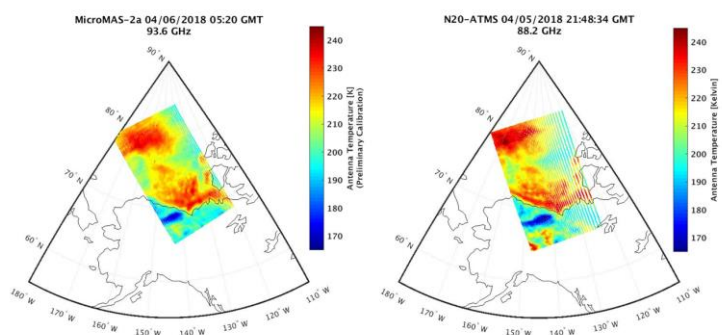 MicroMAS-2a 04/06/2018 05:20 GMT
93.6 GHz
90° N
80° N
70° N
60° N
180° W
170° W
160° W
150° W
140° W
130° W
120° W
110° W
240
230
220
210
200
190
180
170
Antenna Temperature [K]
(Preliminary Calibration)
N20-ATMS 04/05/2018 21:48:34 GMT
88.2 GHz
90° N
80° N
70° N
60° N
180° W
170° W
160° W
150° W
140° W
130° W
120° W
110° W
240
230
220
210
200
190
180
170
Antenna Temperature [Kelvin]